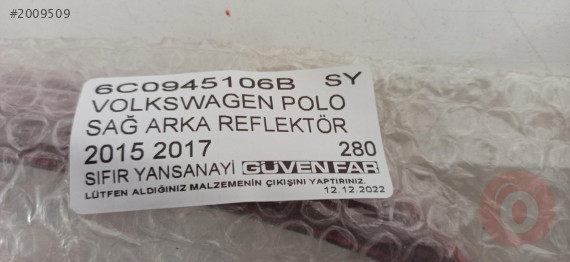 #2009509
6C0945106B SY
VOLKSWAGEN POLO
SAĞ ARKA REFLEKTÖR
2015 2017 280
SIFIR YANSANAYİ GÜVEN FAR
LÜTFEN ALDIĞINIZ MALZEMENİN ÇIKIŞINI YAPTIRINIZ.
12.12.2022